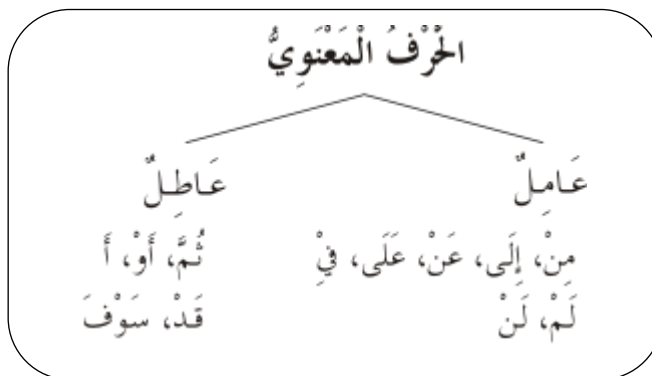 الْحَرْفُ الْمَعْنَوِيُّ
عَامِلٌ
عَاطِلٌ
مِنْ، إِلَى، عَنْ، عَلَى، فِيْ
ثُمَّ، أَوْ، أَ
لَمْ، لَنْ
قَدْ، سَوْفَ